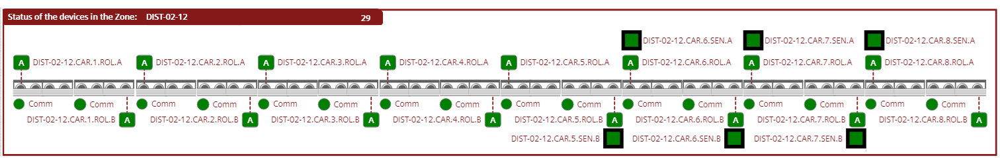 Status of the devices in the Zone: DIST-02-12 29
DIST-02-12.CAR.6.SEN.A DIST-02-12.CAR.7.SEN.A DIST-02-12.CAR.8.SEN.A
A DIST-02-12.CAR.1.ROL.A A DIST-02-12.CAR.2.ROL.A A DIST-02-12.CAR.3.ROL.A A DIST-02-12.CAR.4.ROL.A A DIST-02-12.CAR.5.ROL.A A DIST-02-12.CAR.6.ROL.A A DIST-02-12.CAR.7.ROL.A A DIST-02-12.CAR.8.ROL.A
Comm Comm Comm Comm Comm Comm Comm Comm Comm Comm Comm Comm Comm Comm Comm Comm
DIST-02-12.CAR.1.ROL.B A DIST-02-12.CAR.2.ROL.B A DIST-02-12.CAR.3.ROL.B A DIST-02-12.CAR.4.ROL.B A DIST-02-12.CAR.5.ROL.B A DIST-02-12.CAR.6.ROL.B A DIST-02-12.CAR.7.ROL.B A DIST-02-12.CAR.8.ROL.B A
DIST-02-12.CAR.5.SEN.B DIST-02-12.CAR.6.SEN.B DIST-02-12.CAR.7.SEN.B